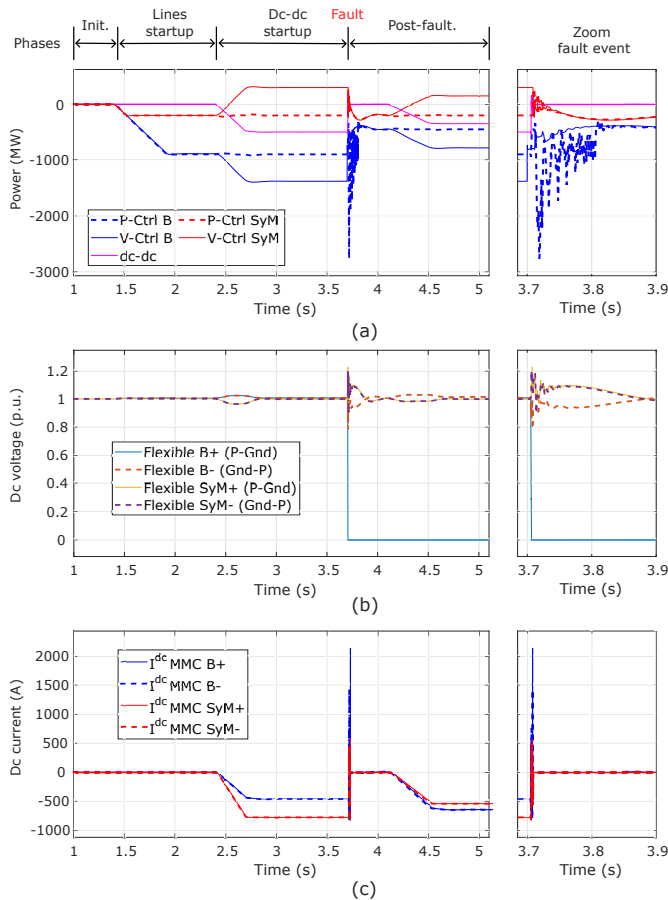 Phases
Init.
Lines
startup
Dc-dc
startup
Fault
Post-fault.
Zoom
fault event
Power (MW)
0
-1000
-2000
-3000
P-Ctrl B
P-Ctrl SyM
V-Ctrl B
V-Ctrl SyM
dc-dc
1 1.5 2 2.5 3 3.5 4 4.5 5
3.7 3.8 3.9
Time (s)
Time (s)
(a)
Dc voltage (p.u.)
1.2
1
0.8
0.6
0.4
0.2
0
Flexible B+ (P-Gnd)
Flexible B- (Gnd-P)
Flexible SyM+ (P-Gnd)
Flexible SyM- (Gnd-P)
1 1.5 2 2.5 3 3.5 4 4.5 5
3.7 3.8 3.9
Time (s)
Time (s)
(b)
Dc current (A)
2000
1500
1000
500
0
-500
-1000
I^dc MMC B+
I^dc MMC B-
I^dc MMC SyM+
I^dc MMC SyM-
1 1.5 2 2.5 3 3.5 4 4.5 5
3.7 3.8 3.9
Time (s)
Time (s)
(c)